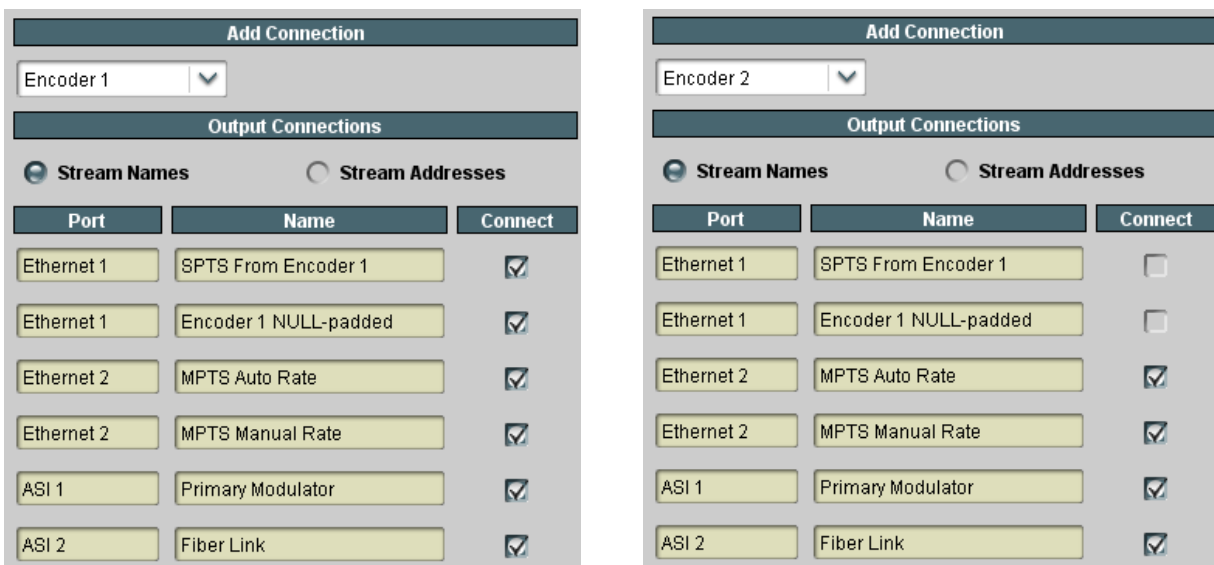 Add Connection
Encoder 1
Output Connections
Stream Names Stream Addresses
Port Name Connect
Ethernet 1 SPTS From Encoder 1
Ethernet 1 Encoder 1 NULL-padded
Ethernet 2 MPTS Auto Rate
Ethernet 2 MPTS Manual Rate
ASI 1 Primary Modulator
ASI 2 Fiber Link
Add Connection
Encoder 2
Output Connections
Stream Names Stream Addresses
Port Name Connect
Ethernet 1 SPTS From Encoder 1
Ethernet 1 Encoder 1 NULL-padded
Ethernet 2 MPTS Auto Rate
Ethernet 2 MPTS Manual Rate
ASI 1 Primary Modulator
ASI 2 Fiber Link